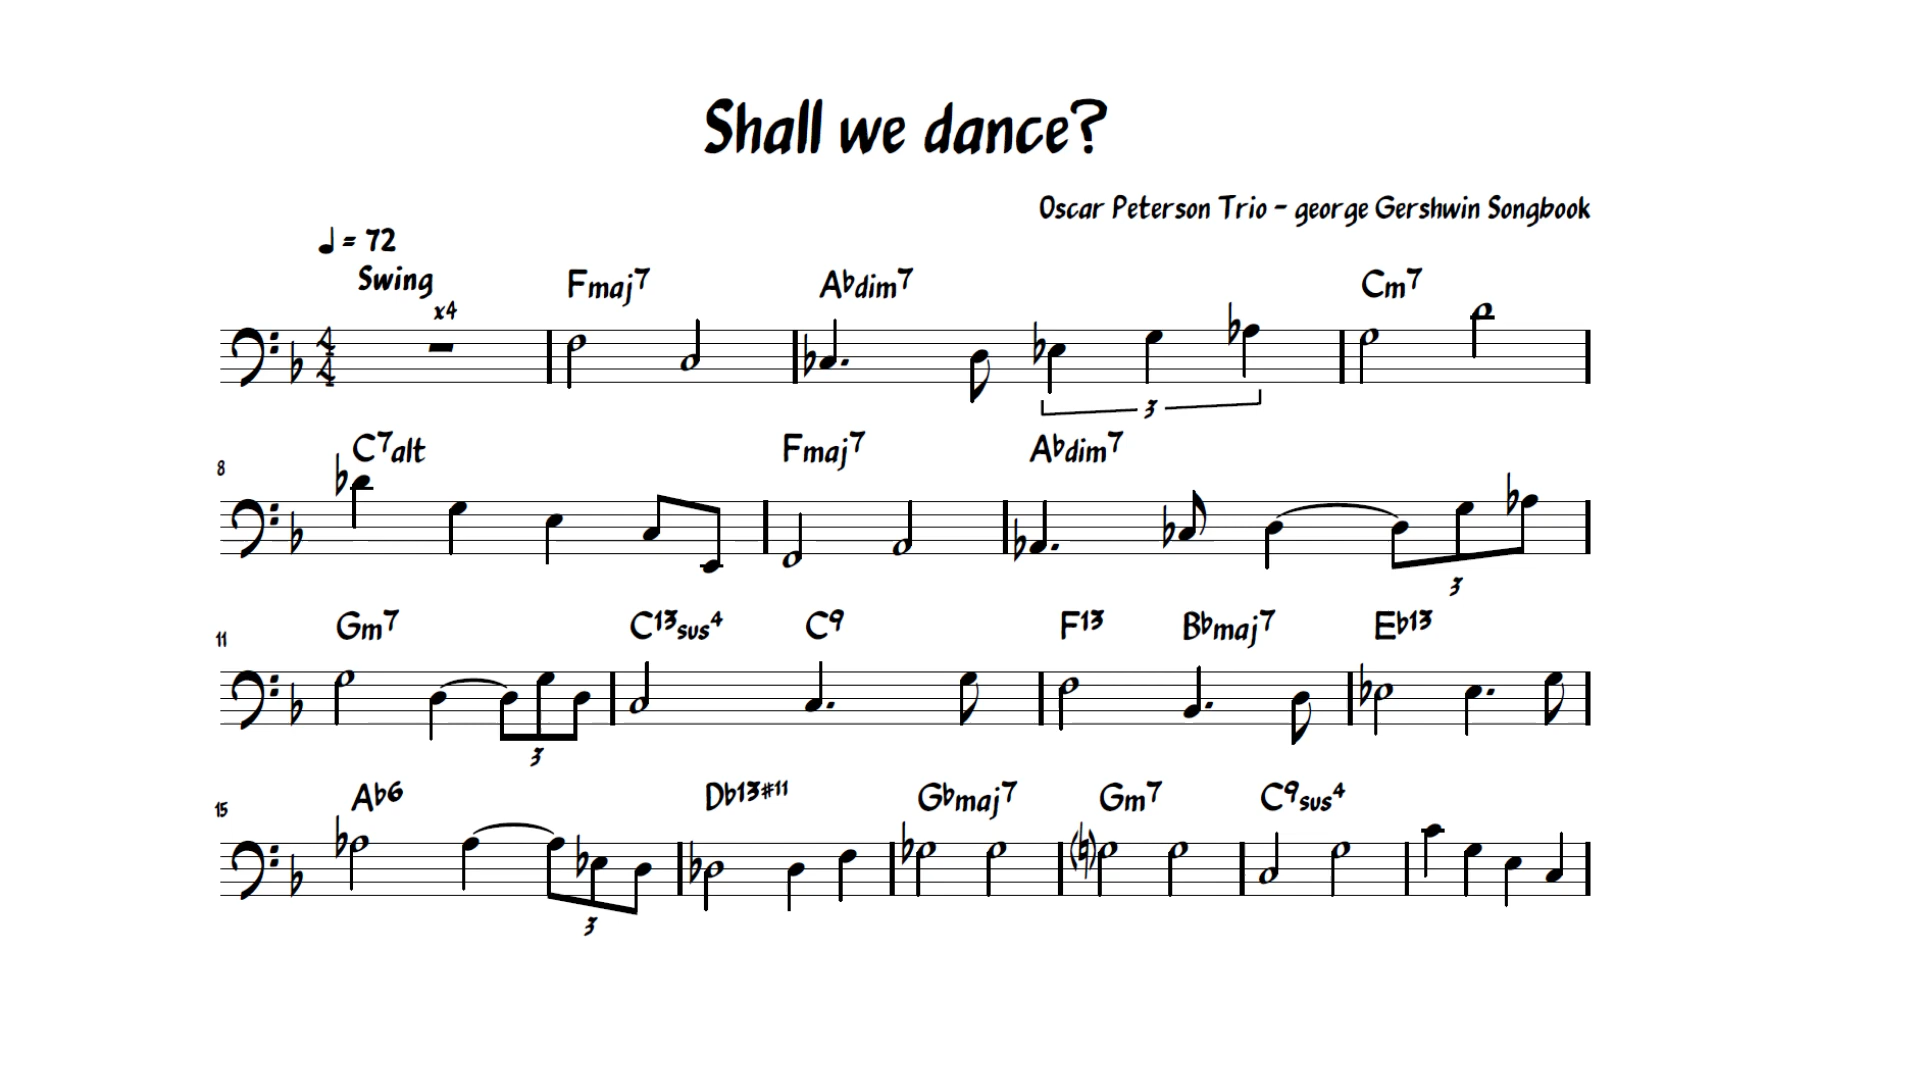 Shall we dance?
Oscar Peterson Trio - george Gershwin Songbook
♩ = 72
Swing
x4
Fmaj7 A♭dim7 Cm7
3
8 C7alt Fmaj7 A♭dim7
3
11 Gm7 C13sus4 C9 F13 B♭maj7 E♭13
3
15 A♭6 D♭13#11 G♭maj7 Gm7 C9sus4
3